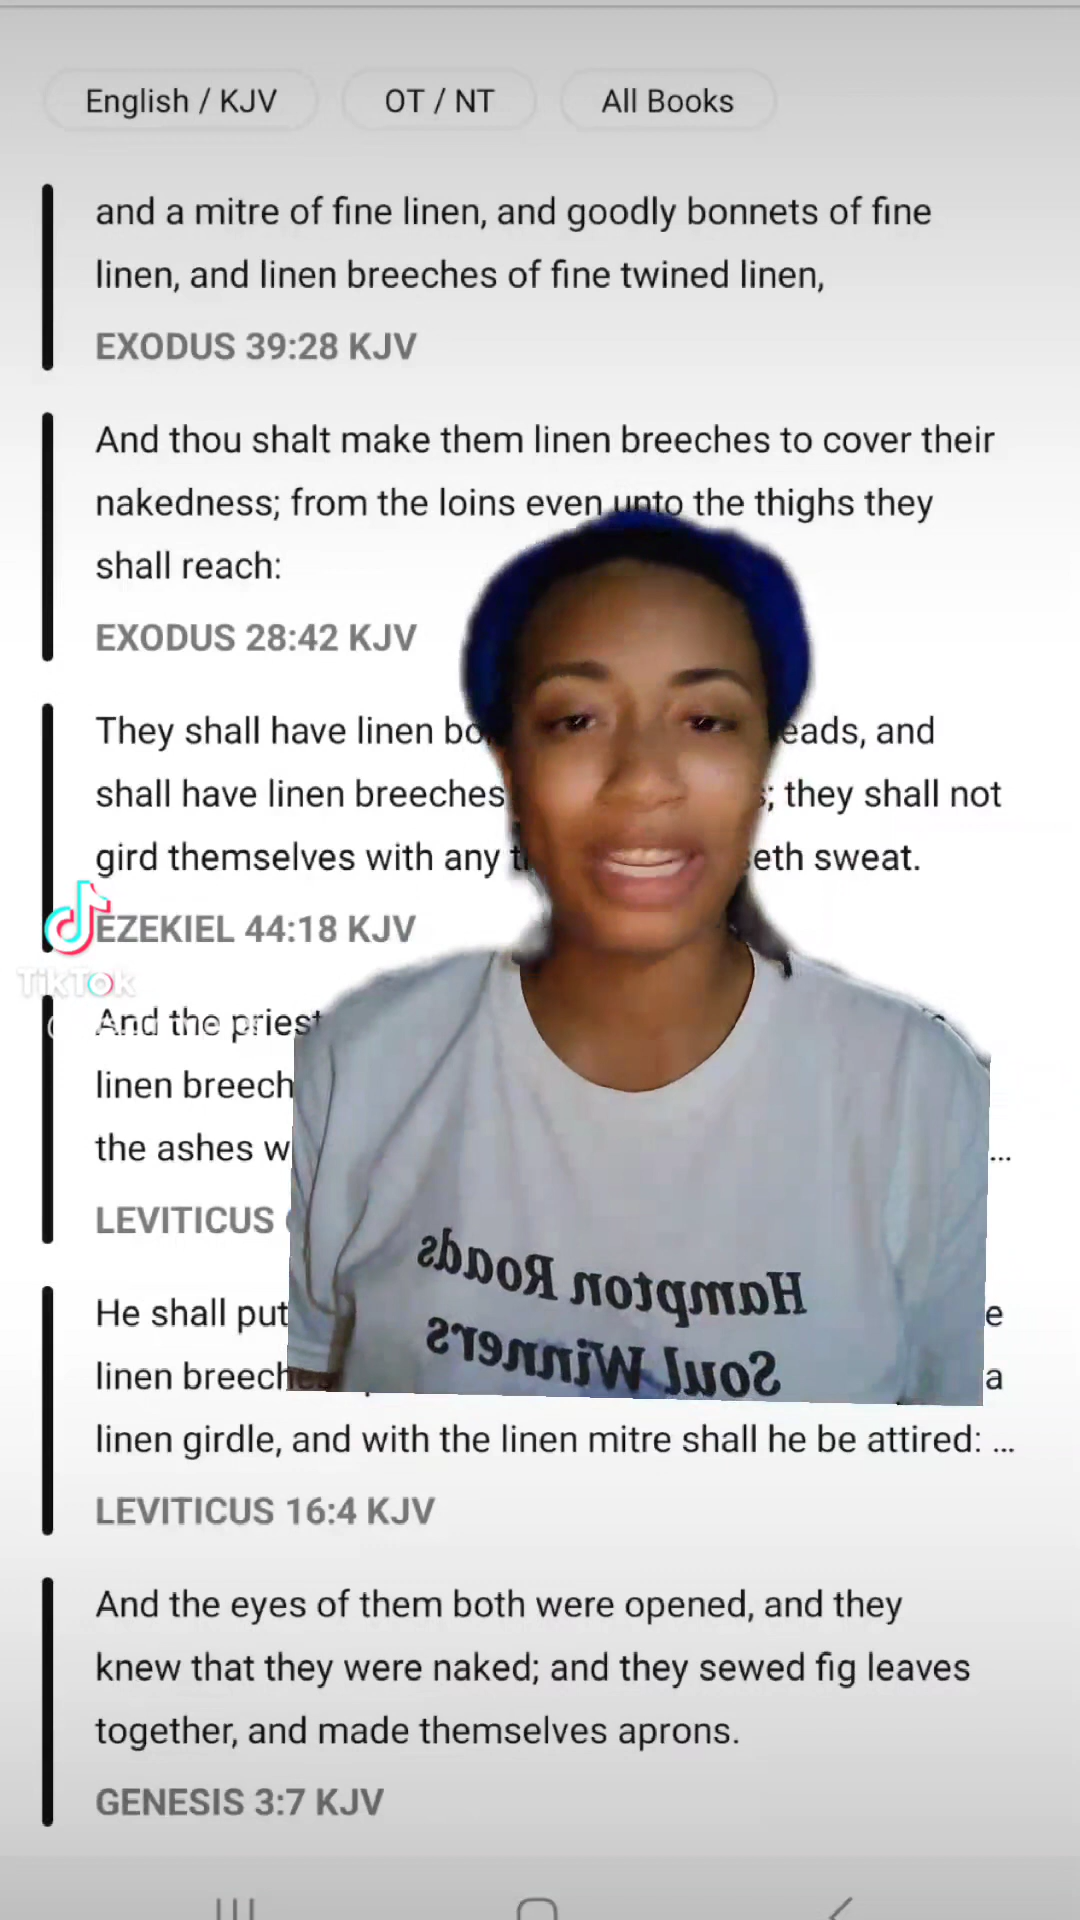 English / KJV
OT / NT
All Books
and a mitre of fine linen, and goodly bonnets of fine
linen, and linen breeches of fine twined linen,
EXODUS 39:28 KJV
And thou shalt make them linen breeches to cover their
nakedness; from the loins even unto the thighs they
shall reach:
EXODUS 28:42 KJV
They shall have linen eads, and
shall have linen breeches ; they shall not
gird themselves with any eth sweat.
EZEKIEL 44:18 KJV
TikTok
And the priest
linen breech
the ashes w ...
LEVITICUS
He shall put e
linen breeches a
Hampton Roads
Soul Winners
linen girdle, and with the linen mitre shall he be attired: ...
LEVITICUS 16:4 KJV
And the eyes of them both were opened, and they
knew that they were naked; and they sewed fig leaves
together, and made themselves aprons.
GENESIS 3:7 KJV